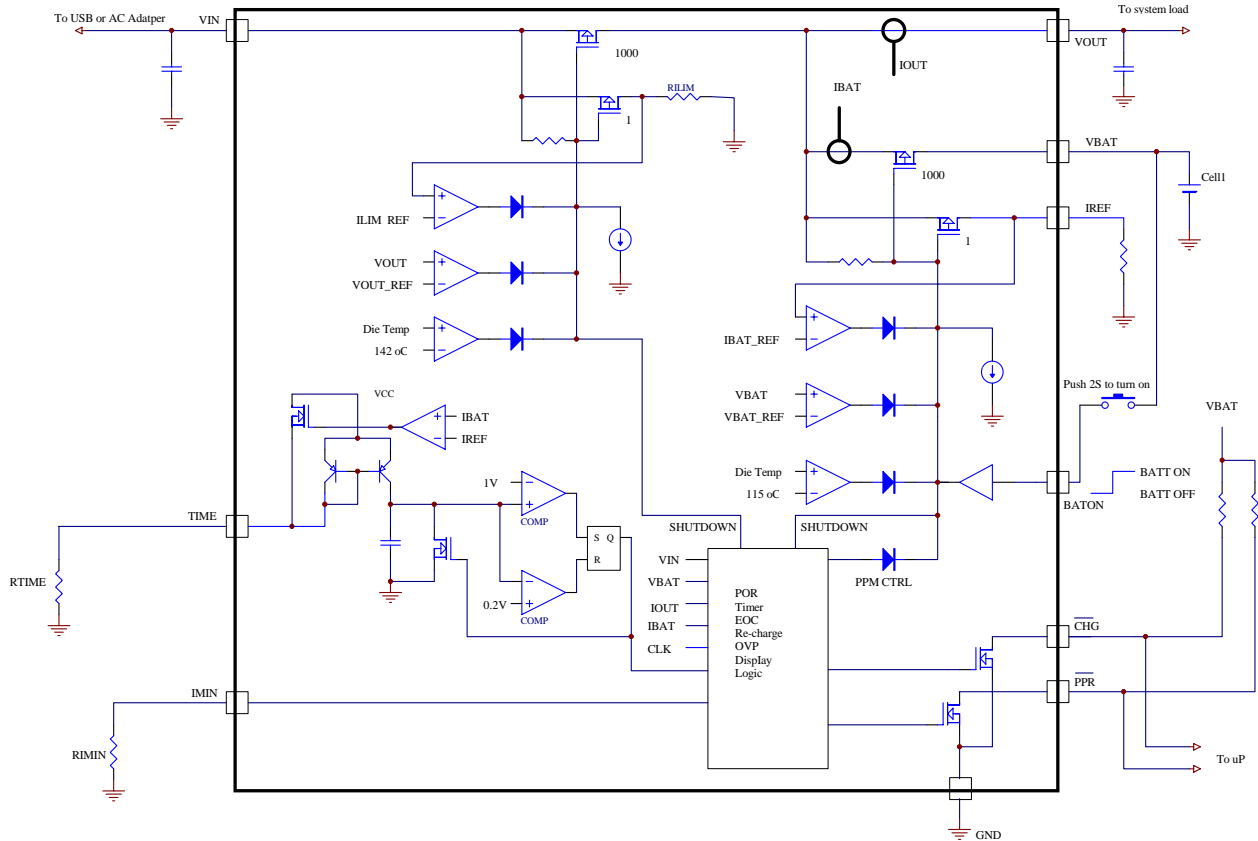 To USB or AC Adatper
VIN
To system load
VOUT
1000
IOUT
IBAT
RILIM
1
VBAT
1000
Cell1
IREF
1
ILIM_REF
VOUT
VOUT_REF
Die Temp
142 oC
IBAT_REF
VBAT
VBAT_REF
Push 2S to turn on
VBAT
VCC
IBAT
IREF
Die Temp
115 oC
BATT ON
BATT OFF
BATON
1V
COMP
TIME
SHUTDOWN
SHUTDOWN
S Q
R
RTIME
0.2V
COMP
VIN
VBAT
IOUT
IBAT
CLK
POR
Timer
EOC
Re-charge
OVP
Display
Logic
PPM CTRL
CHG
PPR
IMIN
RIMIN
To uP
GND